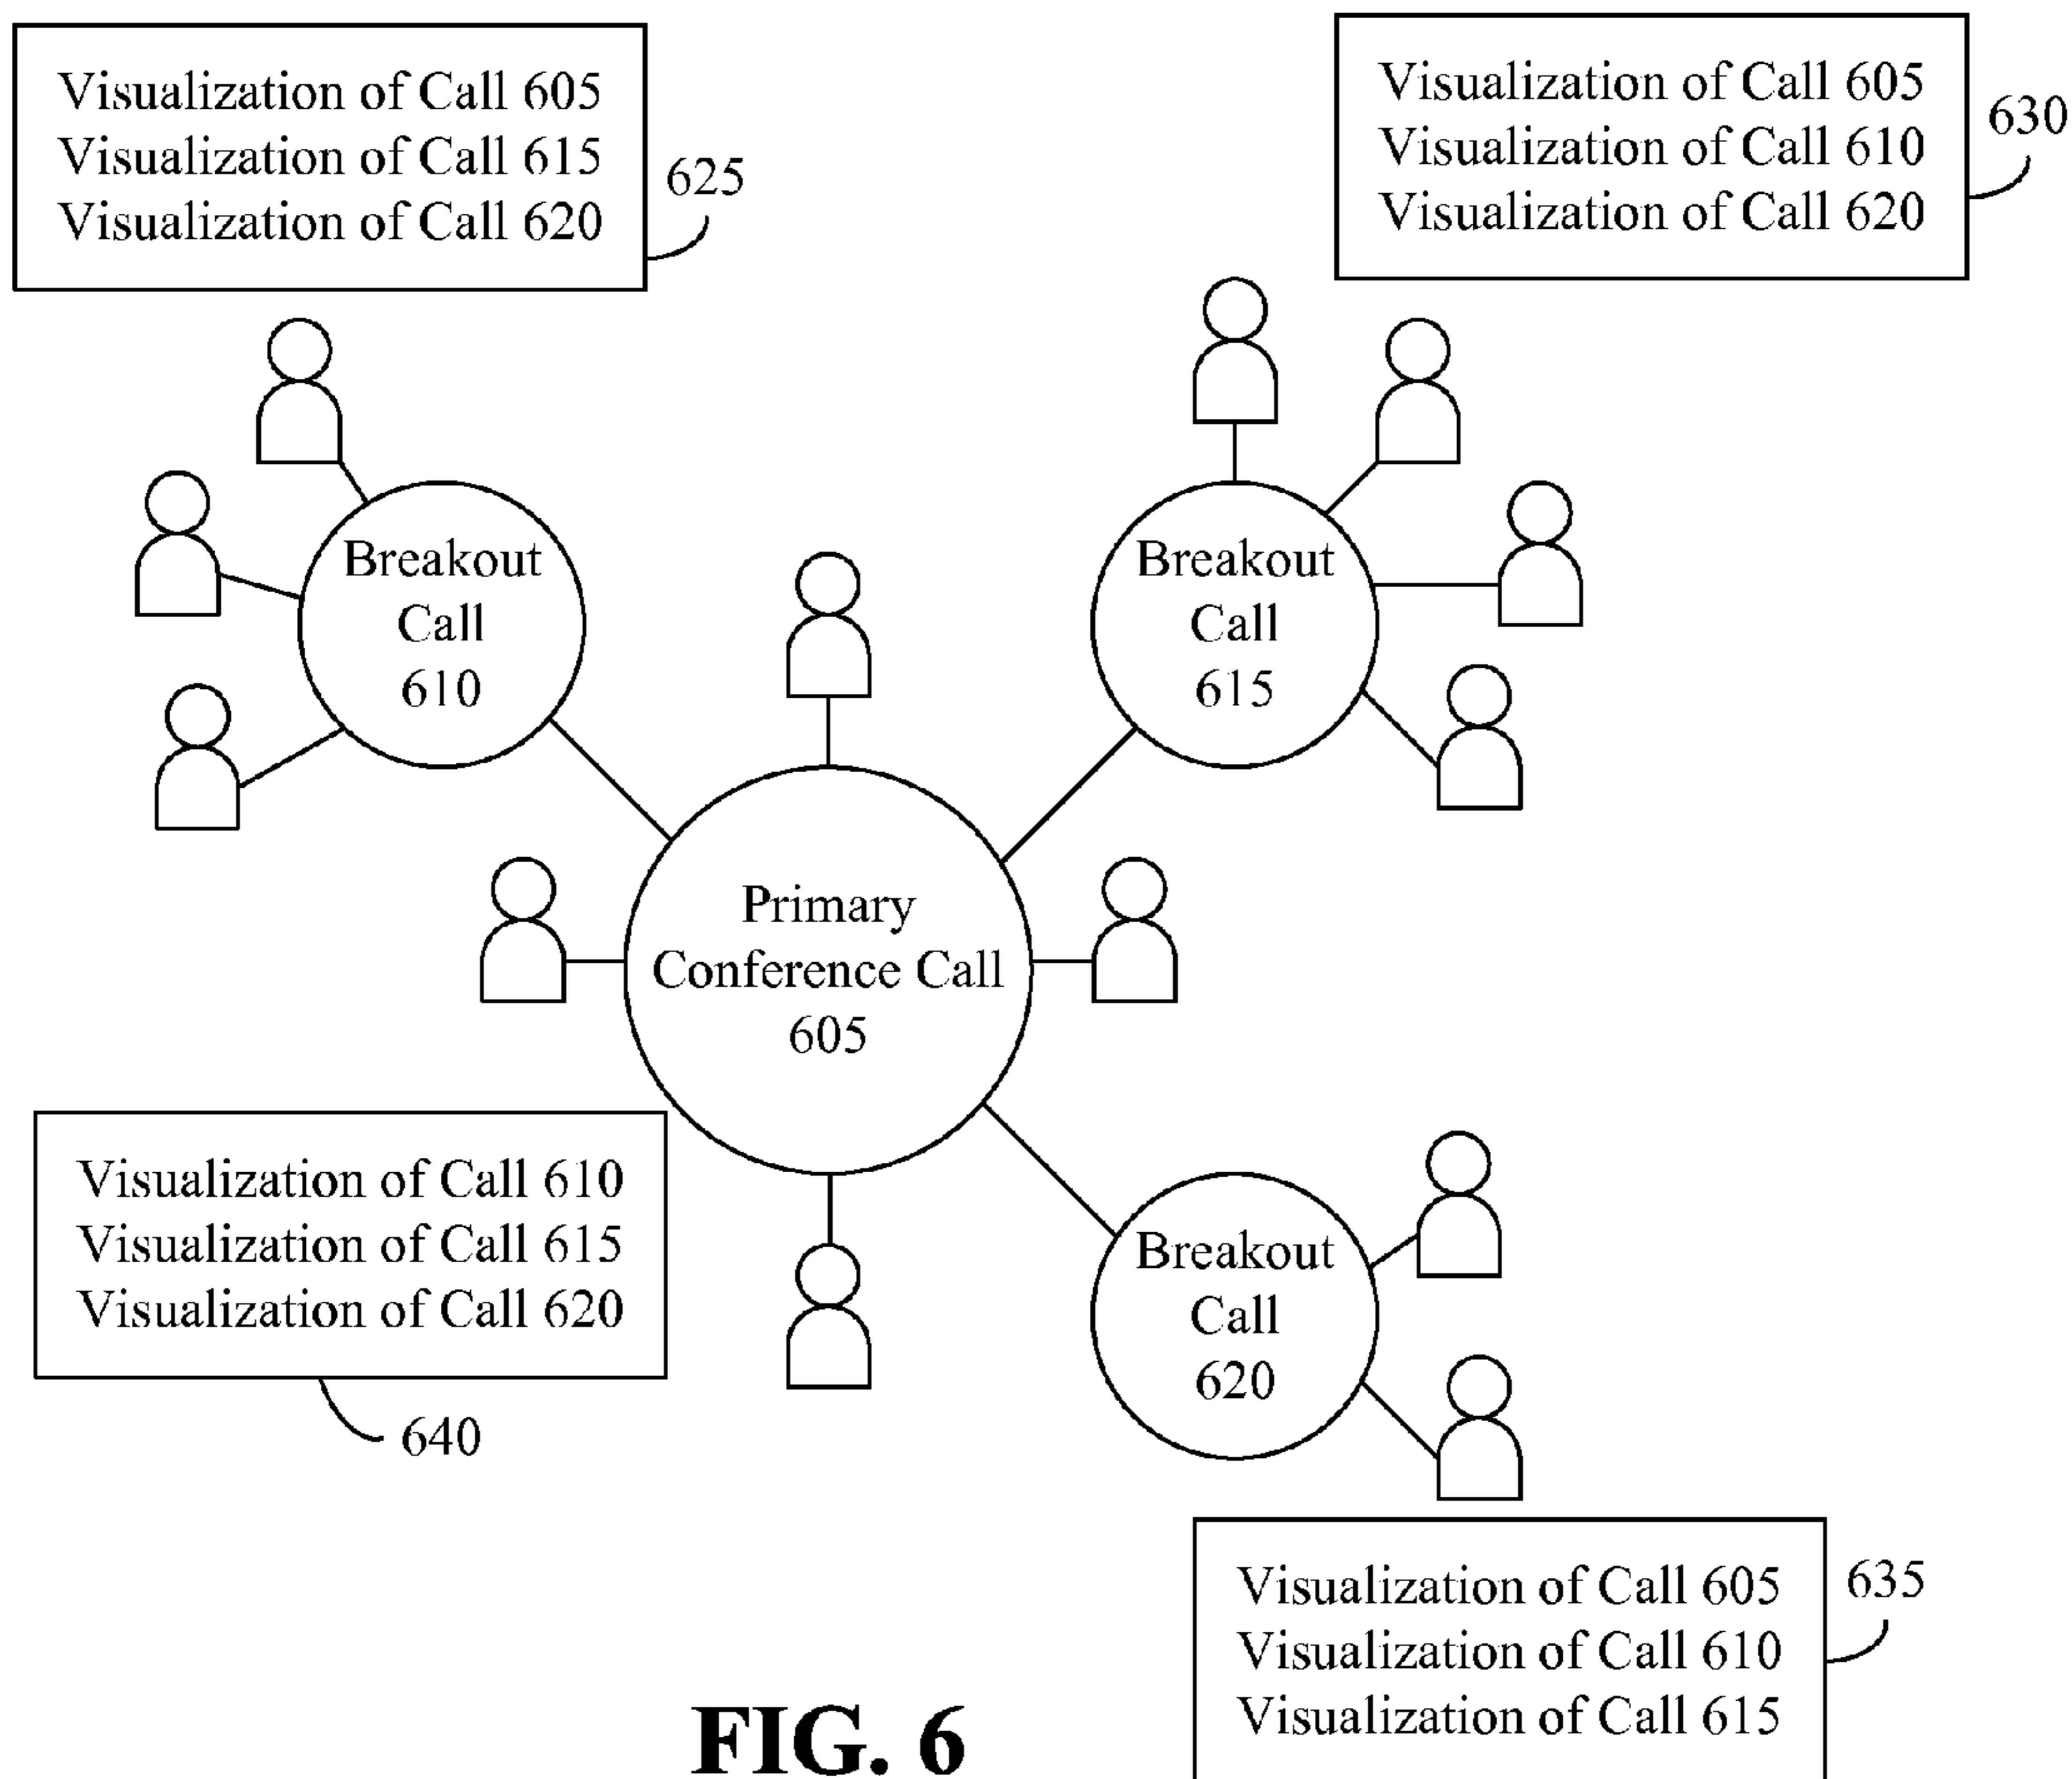 Visualization of Call 605
Visualization of Call 615
Visualization of Call 620
625
Visualization of Call 605
Visualization of Call 610
Visualization of Call 620
630
Breakout
Call
610
Breakout
Call
615
Primary
Conference Call
605
Visualization of Call 610
Visualization of Call 615
Visualization of Call 620
640
Breakout
Call
620
Visualization of Call 605
Visualization of Call 610
Visualization of Call 615
635
FIG. 6